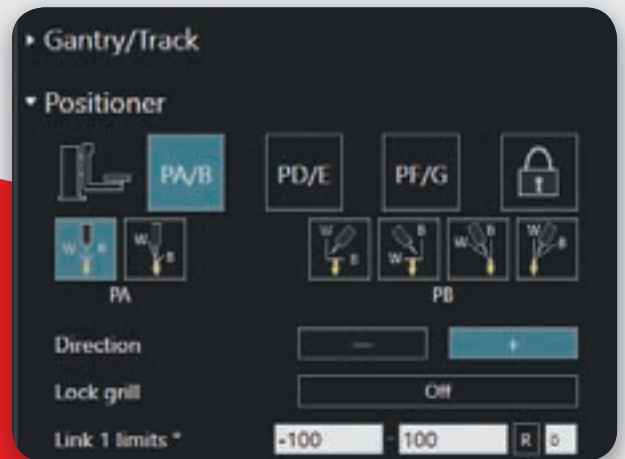 Gantry/Track
Positioner
PA/B PD/E PF/G
W B W B W B W B W B W B
PA PB
Direction — +
Lock grill Off
Link 1 limits * -100 - 100 R 0